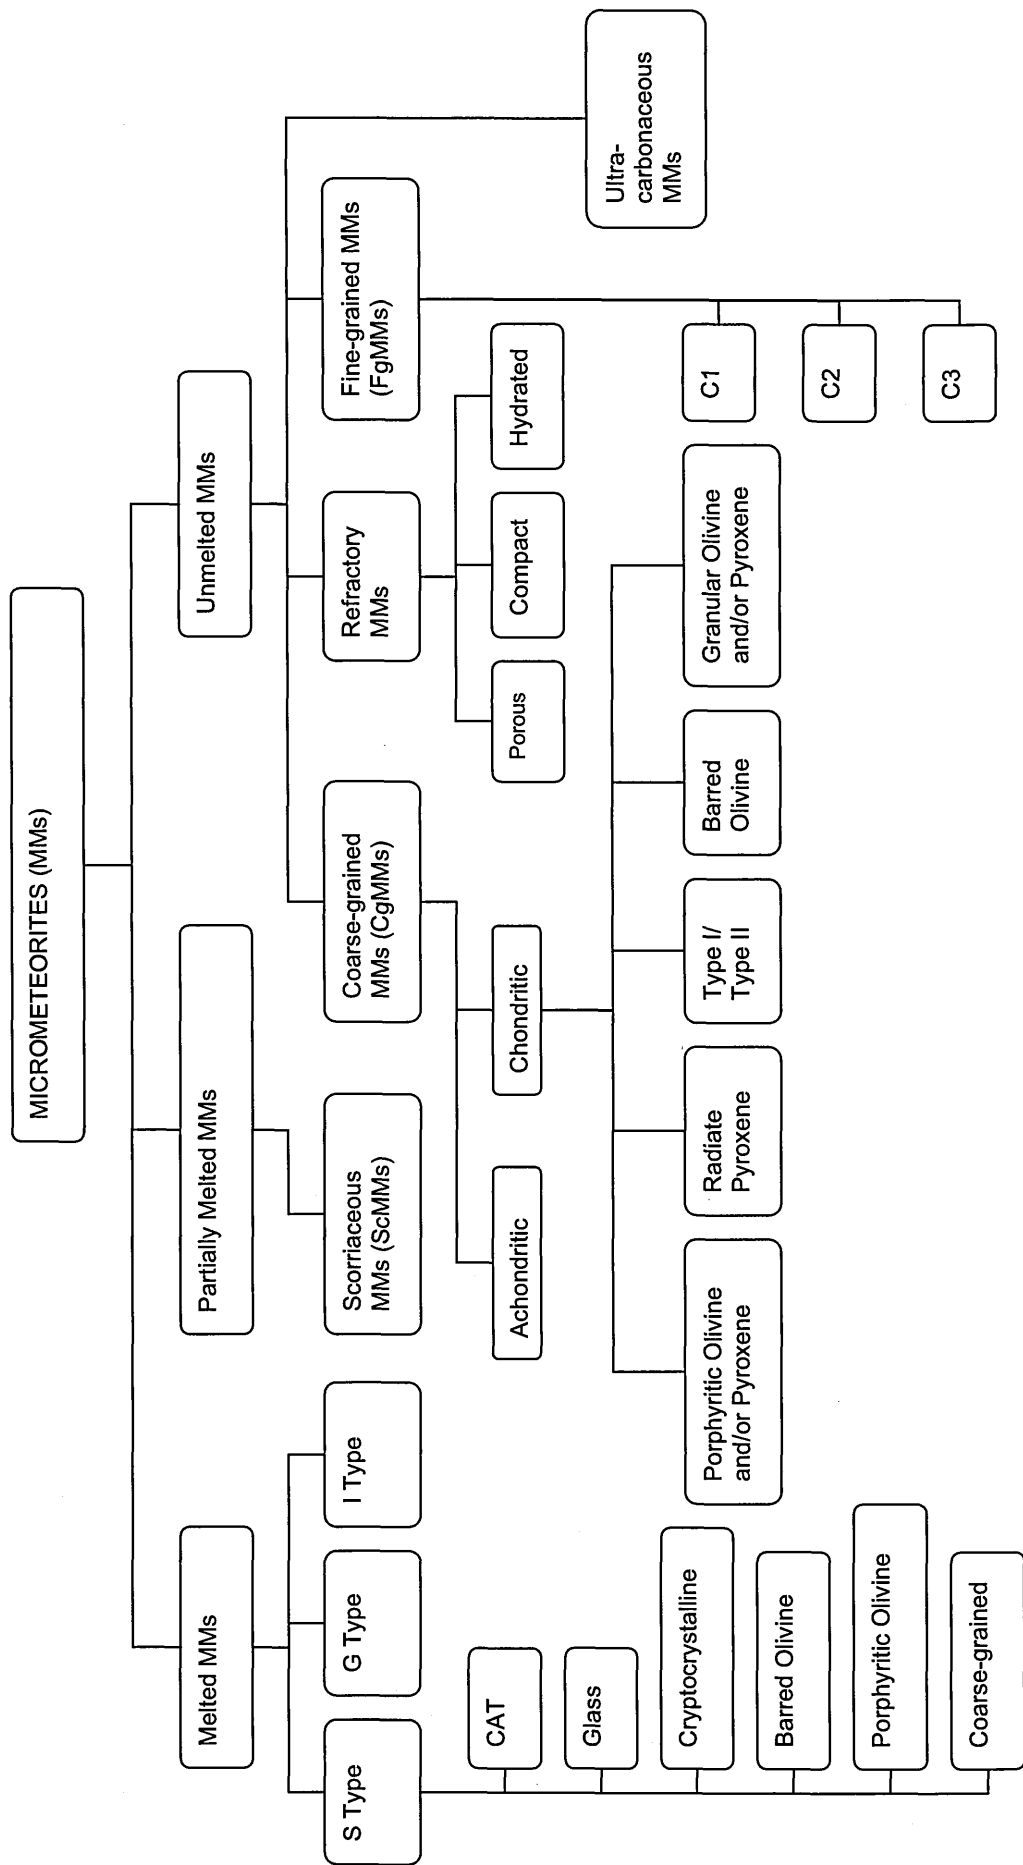 MICROMETEORITES (MMs)
Melted MMs
Partially Melted MMs
Unmelted MMs
S Type
G Type
I Type
Scorriaceous
MMs (ScMMs)
Coarse-grained
MMs (CgMMs)
Refractory
MMs
Fine-grained MMs
(FgMMs)
Ultra-
carbonaceous
MMs
CAT
Glass
Cryptocrystalline
Barred Olivine
Porphyritic Olivine
Coarse-grained
Achondritic
Chondritic
Porous
Compact
Hydrated
Porphyritic Olivine
and/or Pyroxene
Radiate
Pyroxene
Type I/
Type II
Barred
Olivine
Granular Olivine
and/or Pyroxene
C1
C2
C3